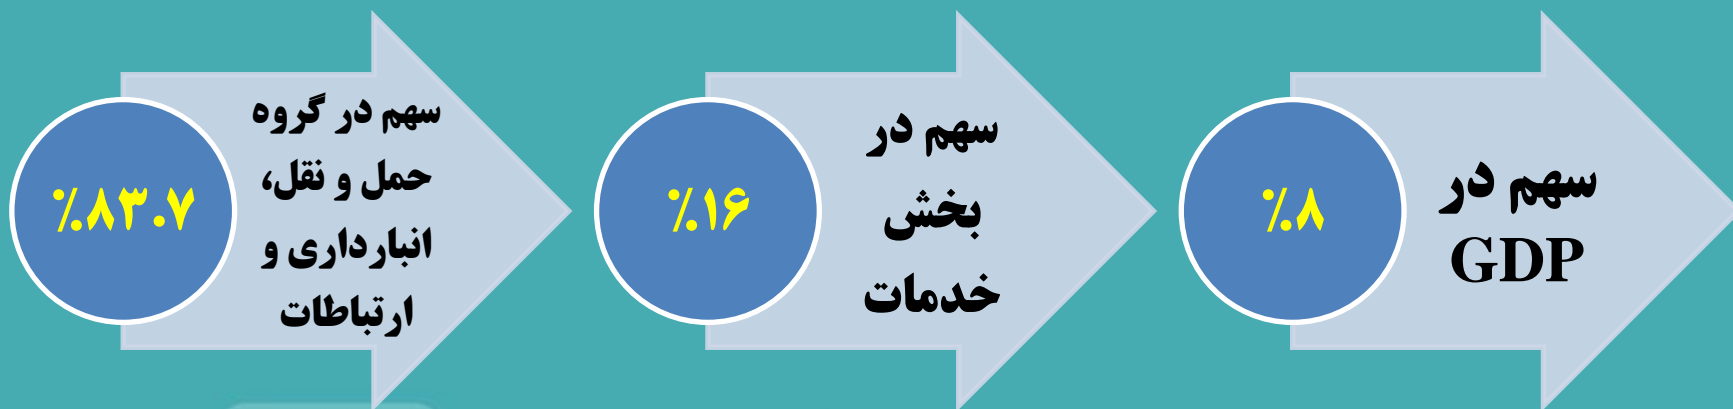 سهم در
GDP
%۸
سهم در
بخش
خدمات
%۱۶
سهم در گروه
حمل و نقل،
انبارداری و
ارتباطات
%۸۳.۷